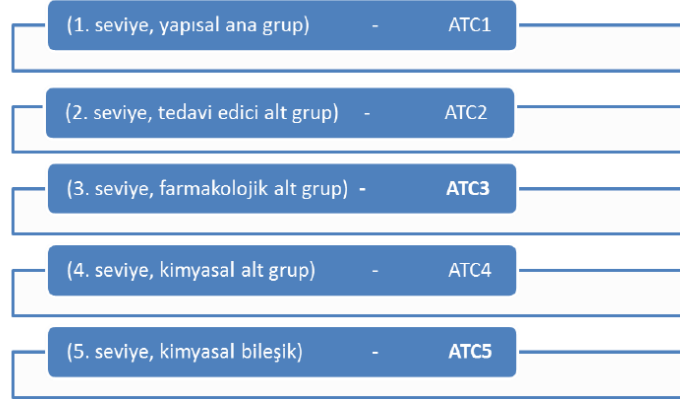 (1. seviye, yapısal ana grup) - ATC1
(2. seviye, tedavi edici alt grup) - ATC2
(3. seviye, farmakolojik alt grup) - ATC3
(4. seviye, kimyasal alt grup) - ATC4
(5. seviye, kimyasal bileşik) - ATC5